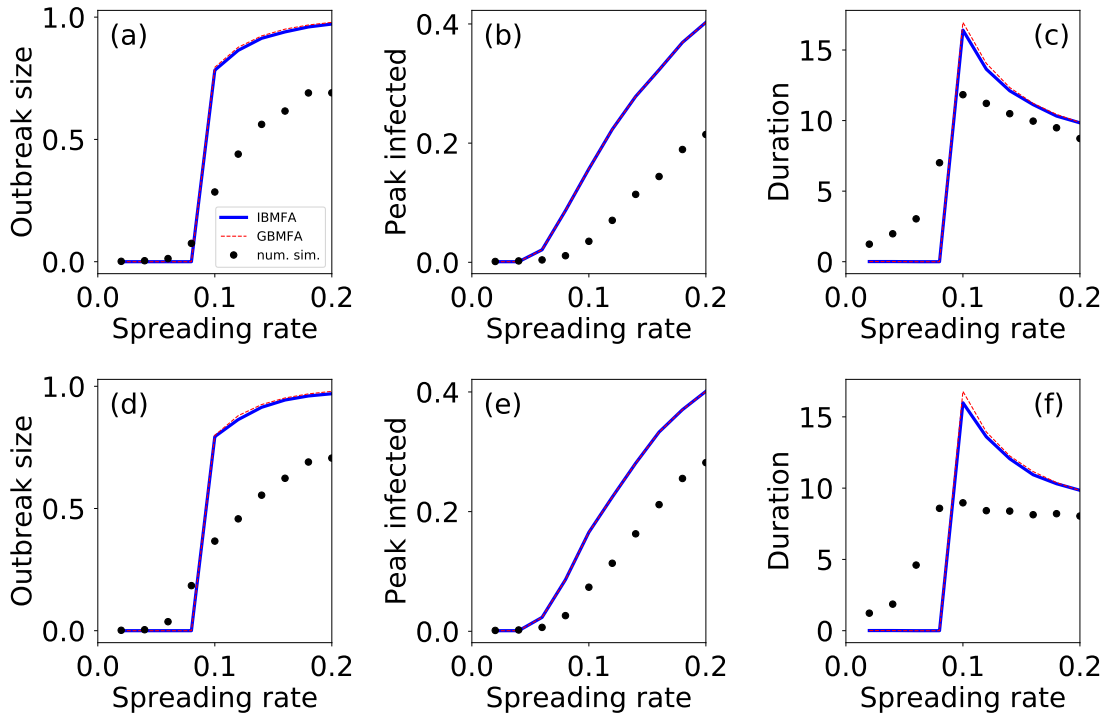 (a)
Outbreak size
1.0
0.5
0.0
IBMFA
GBMFA
num. sim.
0.0 0.1 0.2
Spreading rate
(b)
Peak infected
0.4
0.2
0.0
0.0 0.1 0.2
Spreading rate
(c)
Duration
15
10
5
0
0.0 0.1 0.2
Spreading rate
(d)
Outbreak size
1.0
0.5
0.0
0.0 0.1 0.2
Spreading rate
(e)
Peak infected
0.4
0.2
0.0
0.0 0.1 0.2
Spreading rate
(f)
Duration
15
10
5
0
0.0 0.1 0.2
Spreading rate